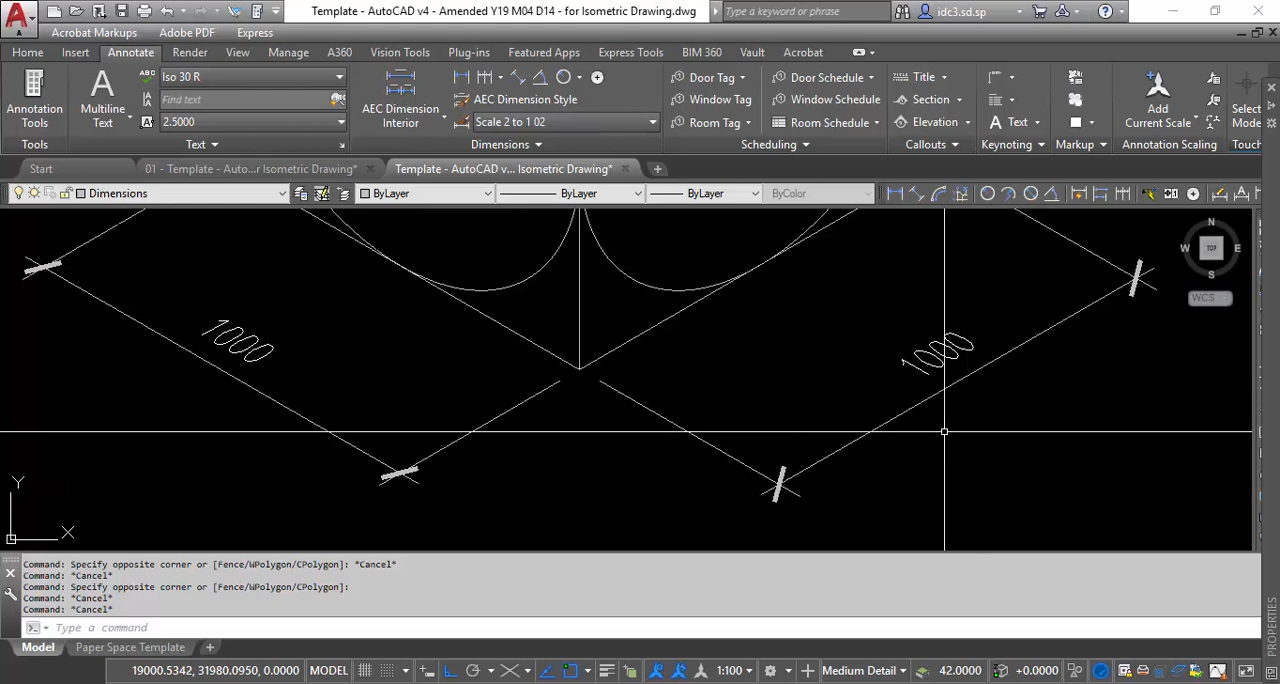 Template - AutoCAD v4 - Amended Y19 M04 D14 - for Isometric Drawing.dwg
Type a keyword or phrase
idc3.sd.sp
Acrobat Markups Adobe PDF Express
Home Insert Annotate Render View Manage A360 Vision Tools Plug-ins Featured Apps Express Tools BIM 360 Vault Acrobat
Annotation Tools
Tools
Multiline Text
Iso 30 R
Find text
2.5000
Text
AEC Dimension Interior
AEC Dimension Style
Scale 2 to 1 02
Dimensions
Door Tag
Window Tag
Room Tag
Door Schedule
Window Schedule
Room Schedule
Scheduling
Title
Section
Elevation
Callouts
Text
Keynoting
Markup
Add Current Scale
Annotation Scaling
Select Mode
Touch
Start
01 - Template - Auto...r Isometric Drawing*
Template - AutoCAD v... Isometric Drawing*
Dimensions
ByLayer
ByLayer
ByLayer
ByColor
N
W TOP E
S
WCS
1000
1000
Y
X
Command: Specify opposite corner or [Fence/WPolygon/CPolygon]: *Cancel*
Command: *Cancel*
Command: Specify opposite corner or [Fence/WPolygon/CPolygon]:
Command: *Cancel*
Command: *Cancel*
Type a command
PROPERTIES
Model Paper Space Template
19000.5342, 31980.0950, 0.0000 MODEL
1:100
Medium Detail
42.0000
+0.0000